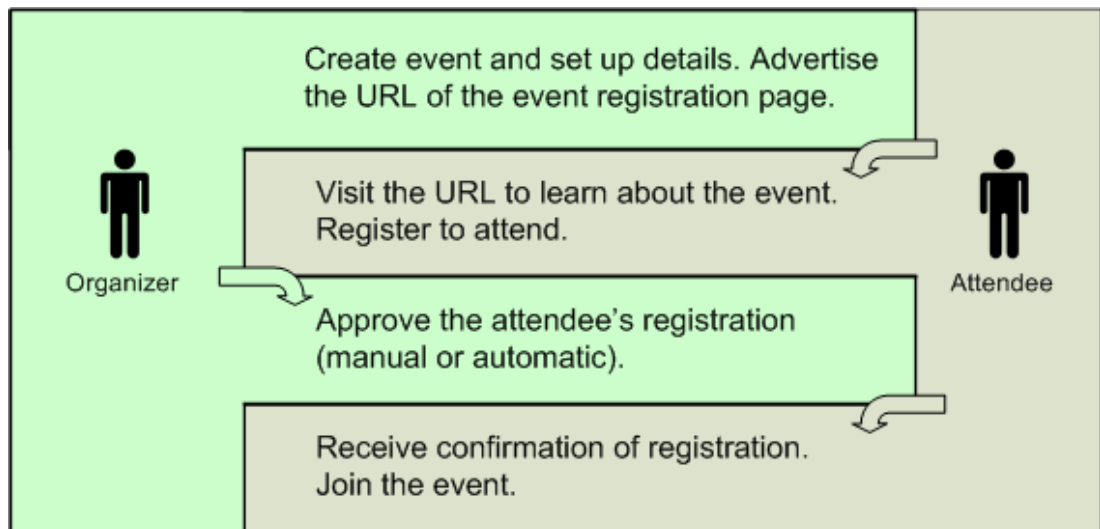 Create event and set up details. Advertise
the URL of the event registration page.
Visit the URL to learn about the event.
Register to attend.
Organizer
Attendee
Approve the attendee’s registration
(manual or automatic).
Receive confirmation of registration.
Join the event.